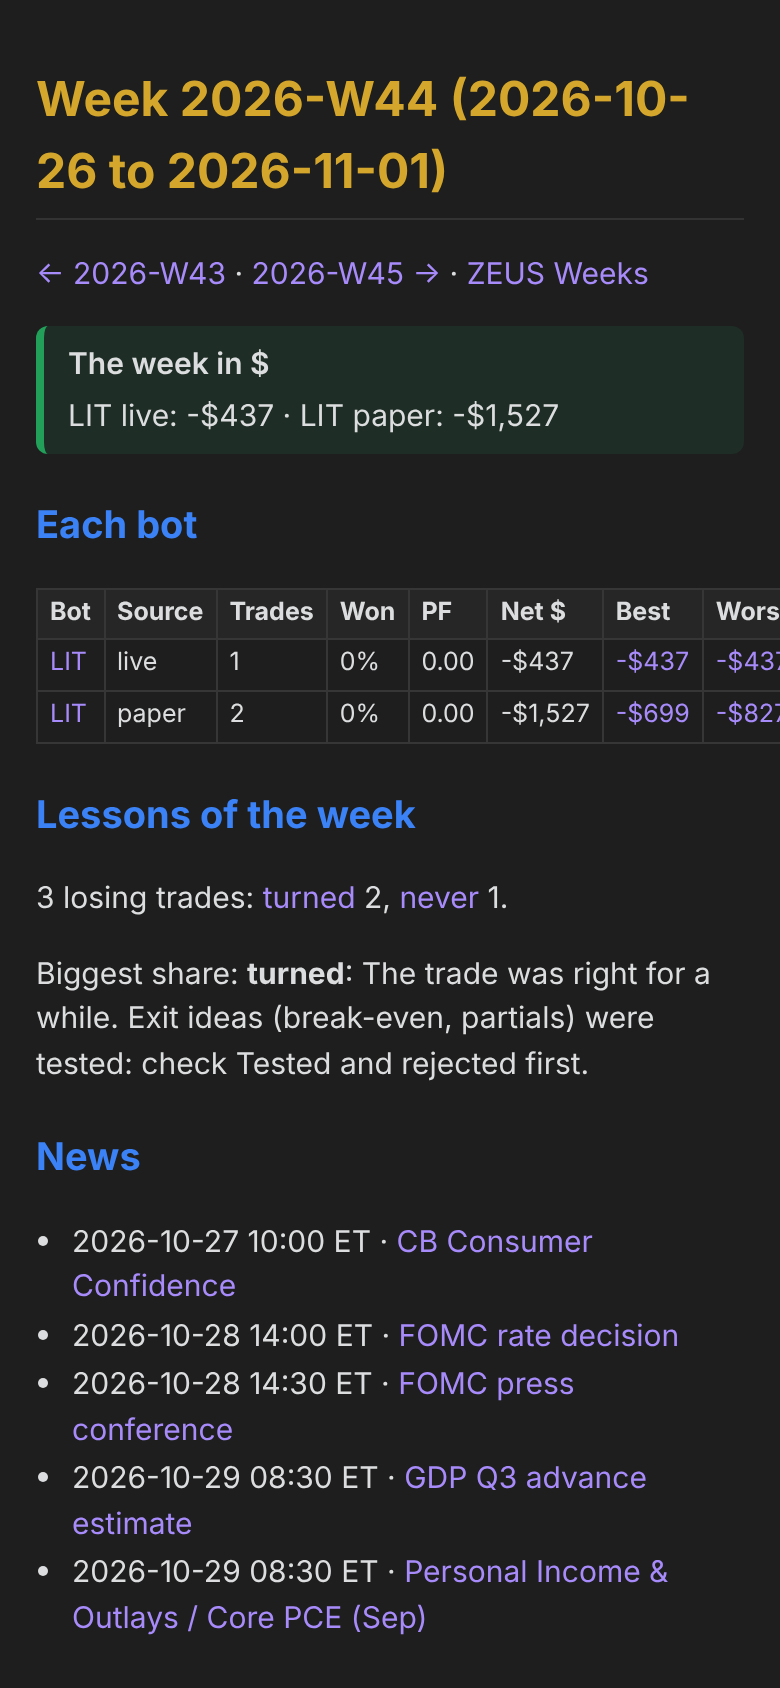 Week 2026-W44 (2026-10-
26 to 2026-11-01)
← 2026-W43 · 2026-W45 → · ZEUS Weeks
The week in $
LIT live: -$437 · LIT paper: -$1,527
Each bot
Bot Source Trades Won PF Net $ Best Wors
LIT live 1 0% 0.00 -$437 -$437 -$437
LIT paper 2 0% 0.00 -$1,527 -$699 -$827
Lessons of the week
3 losing trades: turned 2, never 1.
Biggest share: turned: The trade was right for a
while. Exit ideas (break-even, partials) were
tested: check Tested and rejected first.
News
• 2026-10-27 10:00 ET · CB Consumer
Confidence
• 2026-10-28 14:00 ET · FOMC rate decision
• 2026-10-28 14:30 ET · FOMC press
conference
• 2026-10-29 08:30 ET · GDP Q3 advance
estimate
• 2026-10-29 08:30 ET · Personal Income &
Outlays / Core PCE (Sep)